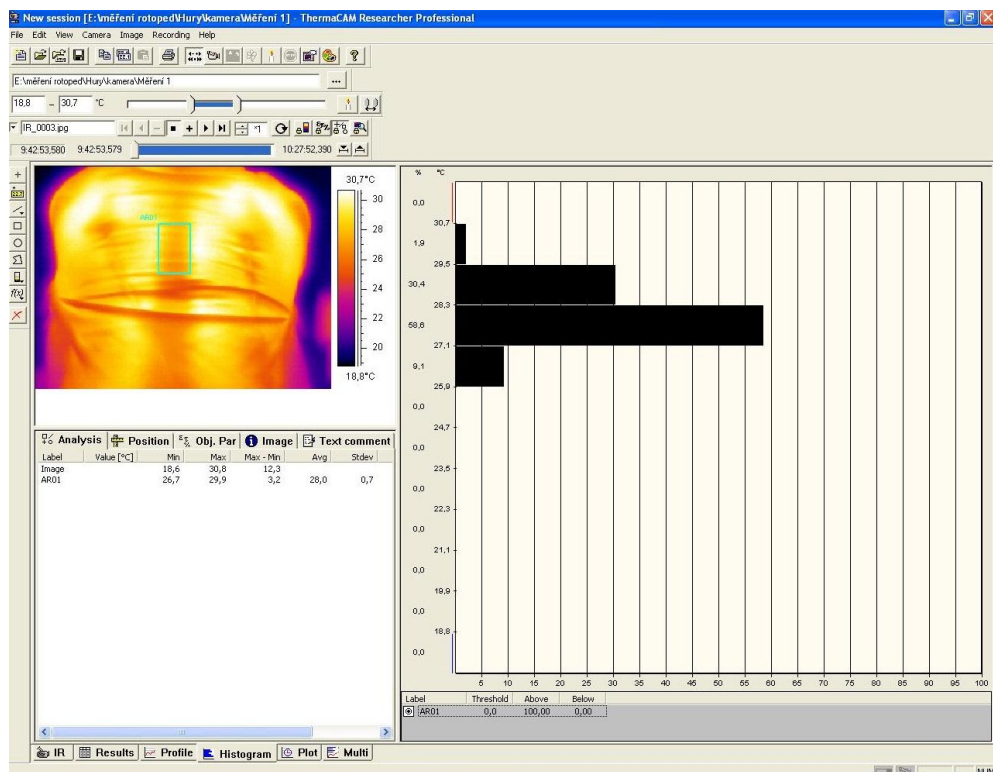 New session [E:\měření rotoped\Hury\kamera\Měření 1] - ThermaCAM Researcher Professional
File Edit View Camera Image Recording Help
E:\měření rotoped\Hury\kamera\Měření 1 ...
18,8 - 30,7 °C
IR_0003.jpg ×1
9:42:53,580 9:42:53,579 10:27:52,390
30,7°C
30
28
26
24
22
20
18,8°C
AR01
% °C
0,0
30,7
1,9
29,5
30,4
28,3
58,6
27,1
9,1
25,9
0,0
24,7
0,0
23,5
0,0
22,3
0,0
21,1
0,0
19,9
0,0
18,8
0,0
5 10 15 20 25 30 35 40 45 50 55 60 65 70 75 80 85 90 95 100
Analysis Position Obj. Par Image Text comment
Label Value [°C] Min Max Max - Min Avg Stdev
Image 18,6 30,8 12,3
AR01 26,7 29,9 3,2 28,0 0,7
Label Threshold Above Below
AR01 0,0 100,00 0,00
IR Results Profile Histogram Plot Multi